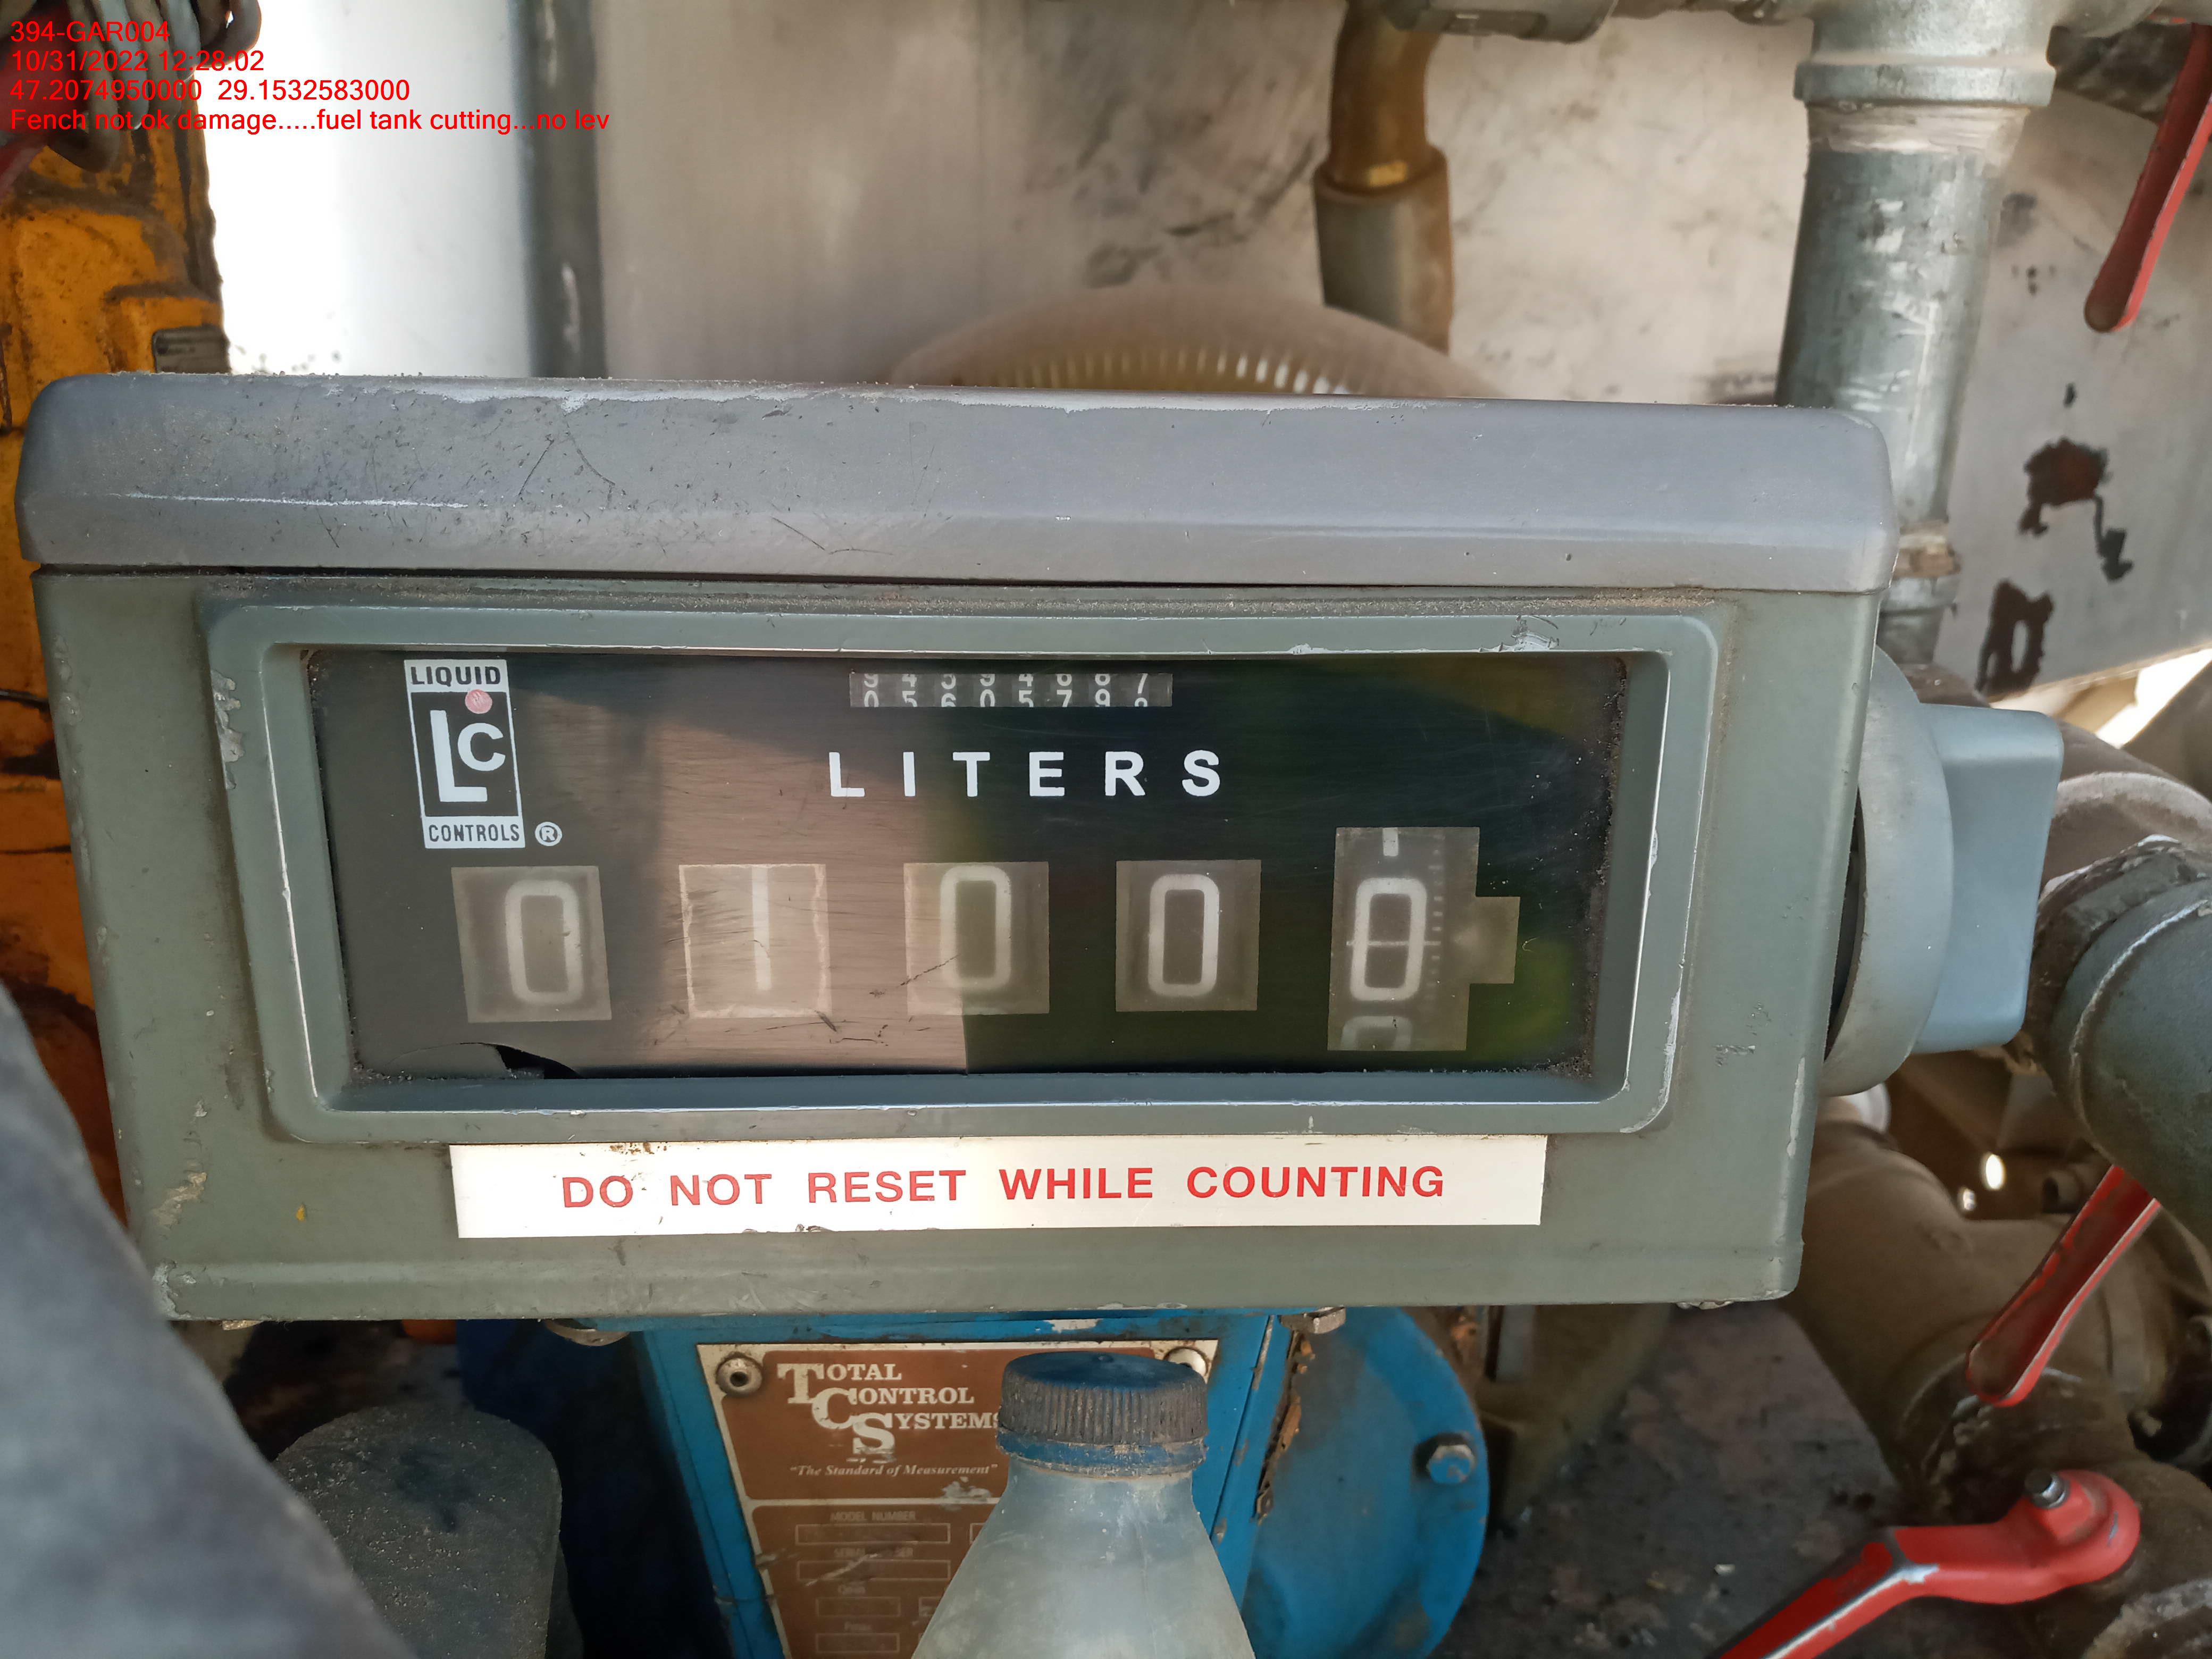 394-GAR004
10/31/2022 12:28:02
47.2074950000 29.1532583000
Fench not ok damage.....fuel tank cutting...no lev
LIQUID
LC
CONTROLS ®
LITERS
0 1 0 0 0
DO NOT RESET WHILE COUNTING
TOTAL
CONTROL
SYSTEMS
"The Standard of Measurement"
MODEL NUMBER